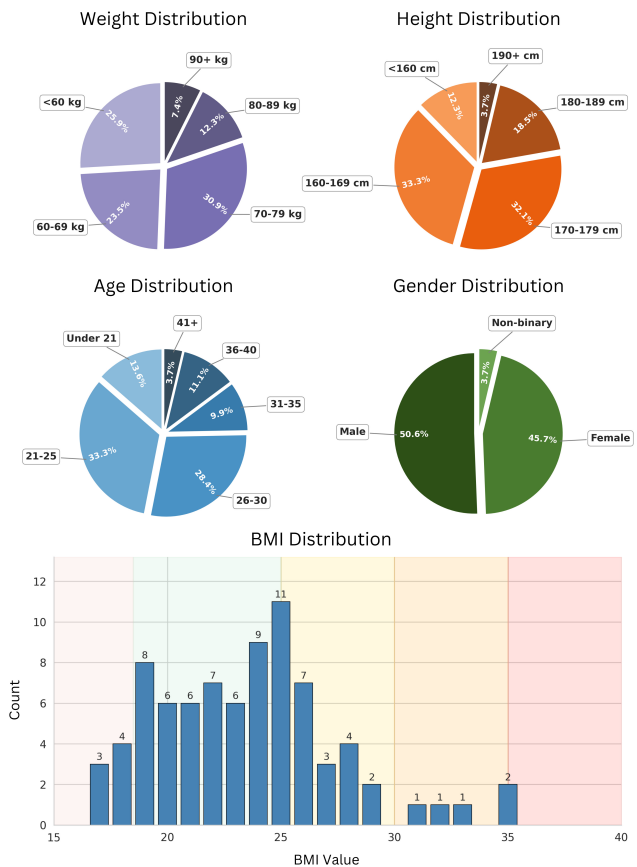 Weight Distribution
90+ kg
<60 kg
80-89 kg
7.4%
25.9%
12.3%
30.9%
23.5%
70-79 kg
60-69 kg
Height Distribution
190+ cm
<160 cm
180-189 cm
3.7%
12.3%
18.5%
160-169 cm
33.3%
32.1%
170-179 cm
Age Distribution
41+
Under 21
36-40
3.7%
13.6%
11.1%
31-35
9.9%
21-25
33.3%
28.4%
26-30
Gender Distribution
Non-binary
3.7%
Male
50.6%
45.7%
Female
BMI Distribution
12
10
8
6
4
2
0
Count
3
4
8
6
6
7
6
9
11
7
3
4
2
1
1
1
2
15
20
25
30
35
40
BMI Value